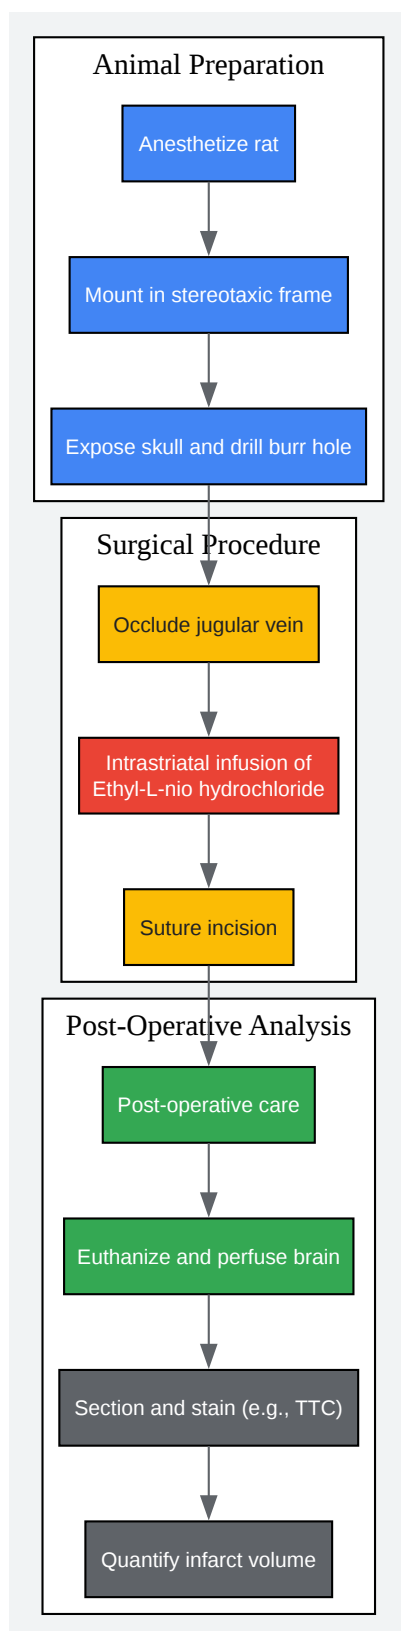 Animal Preparation
Anesthetize rat
Mount in stereotaxic frame
Expose skull and drill burr hole
Surgical Procedure
Occlude jugular vein
Intrastriatal infusion of
Ethyl-L-nio hydrochloride
Suture incision
Post-Operative Analysis
Post-operative care
Euthanize and perfuse brain
Section and stain (e.g., TTC)
Quantify infarct volume